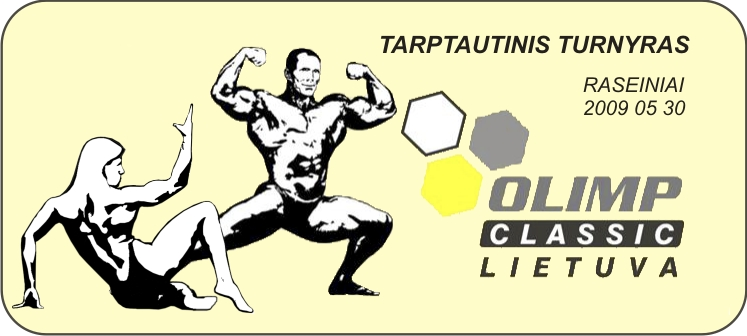 TARPTAUTINIS TURNYRAS
RASEINIAI
2009 05 30
OLIMP
CLASSIC
LIETUVA